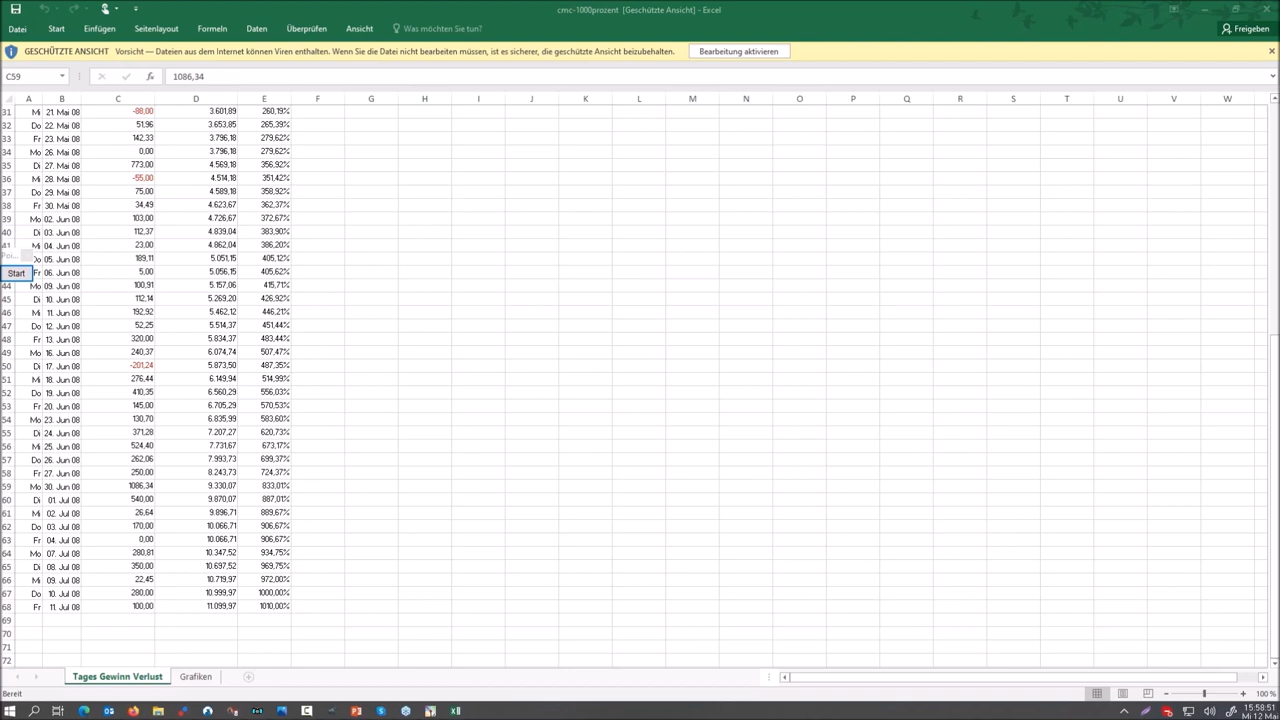 cmc-1000prozent [Geschützte Ansicht] - Excel
Datei Start Einfügen Seitenlayout Formeln Daten Überprüfen Ansicht Was möchten Sie tun? Freigeben
GESCHÜTZTE ANSICHT Vorsicht — Dateien aus dem Internet können Viren enthalten. Wenn Sie die Datei nicht bearbeiten müssen, ist es sicherer, die geschützte Ansicht beizubehalten. Bearbeitung aktivieren
C59 fx 1086,34
A B C D E F G H I J K L M N O P Q R S T U V W
31 Mi 21. Mai 08 -88,00 3.601,89 260,19%
32 Do 22. Mai 08 51,96 3.653,85 265,39%
33 Fr 23. Mai 08 142,33 3.796,18 279,62%
34 Mo 26. Mai 08 0,00 3.796,18 279,62%
35 Di 27. Mai 08 773,00 4.569,18 356,92%
36 Mi 28. Mai 08 -55,00 4.514,18 351,42%
37 Do 29. Mai 08 75,00 4.589,18 358,92%
38 Fr 30. Mai 08 34,49 4.623,67 362,37%
39 Mo 02. Jun 08 103,00 4.726,67 372,67%
40 Di 03. Jun 08 112,37 4.839,04 383,90%
41 Mi 04. Jun 08 23,00 4.862,04 386,20%
Poi... Do 05. Jun 08 189,11 5.051,15 405,12%
Start Fr 06. Jun 08 5,00 5.056,15 405,62%
44 Mo 09. Jun 08 100,91 5.157,06 415,71%
45 Di 10. Jun 08 112,14 5.269,20 426,92%
46 Mi 11. Jun 08 192,92 5.462,12 446,21%
47 Do 12. Jun 08 52,25 5.514,37 451,44%
48 Fr 13. Jun 08 320,00 5.834,37 483,44%
49 Mo 16. Jun 08 240,37 6.074,74 507,47%
50 Di 17. Jun 08 -201,24 5.873,50 487,35%
51 Mi 18. Jun 08 276,44 6.149,94 514,99%
52 Do 19. Jun 08 410,35 6.560,29 556,03%
53 Fr 20. Jun 08 145,00 6.705,29 570,53%
54 Mo 23. Jun 08 130,70 6.835,99 583,60%
55 Di 24. Jun 08 371,28 7.207,27 620,73%
56 Mi 25. Jun 08 524,40 7.731,67 673,17%
57 Do 26. Jun 08 262,06 7.993,73 699,37%
58 Fr 27. Jun 08 250,00 8.243,73 724,37%
59 Mo 30. Jun 08 1086,34 9.330,07 833,01%
60 Di 01. Jul 08 540,00 9.870,07 887,01%
61 Mi 02. Jul 08 26,64 9.896,71 889,67%
62 Do 03. Jul 08 170,00 10.066,71 906,67%
63 Fr 04. Jul 08 0,00 10.066,71 906,67%
64 Mo 07. Jul 08 280,81 10.347,52 934,75%
65 Di 08. Jul 08 350,00 10.697,52 969,75%
66 Mi 09. Jul 08 22,45 10.719,97 972,00%
67 Do 10. Jul 08 280,00 10.999,97 1000,00%
68 Fr 11. Jul 08 100,00 11.099,97 1010,00%
69
70
71
72
Tages Gewinn Verlust Grafiken
Bereit 100 %
15:58:51
Mi 12